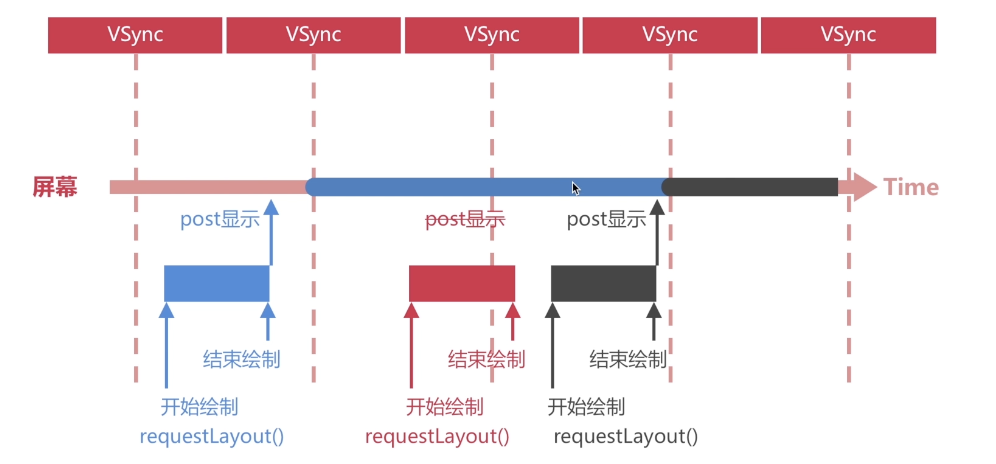 VSync VSync VSync VSync VSync
屏幕 Time
post显示 post显示 post显示
结束绘制 结束绘制 结束绘制
开始绘制 开始绘制 开始绘制
requestLayout() requestLayout() requestLayout()